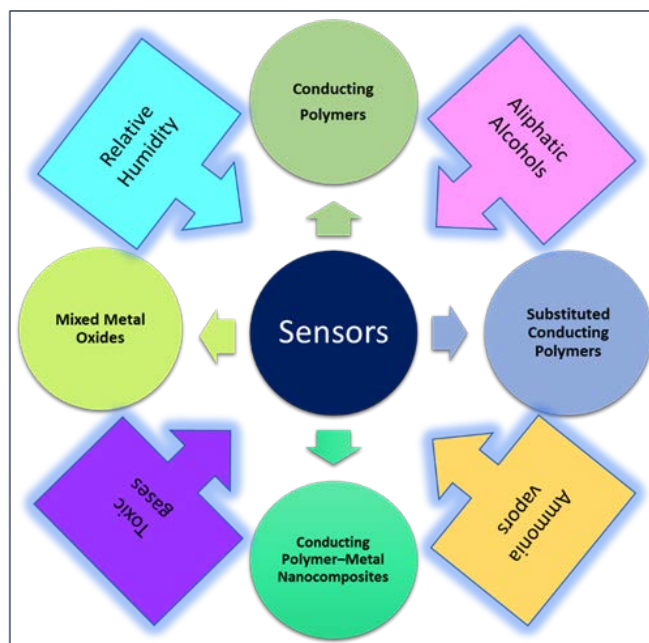 Conducting
Polymers
Relative
Humidity
Aliphatic
Alcohols
Mixed Metal
Oxides
Sensors
Substituted
Conducting
Polymers
Toxic
gases
Conducting
Polymer–Metal
Nanocomposites
Ammonia
vapors